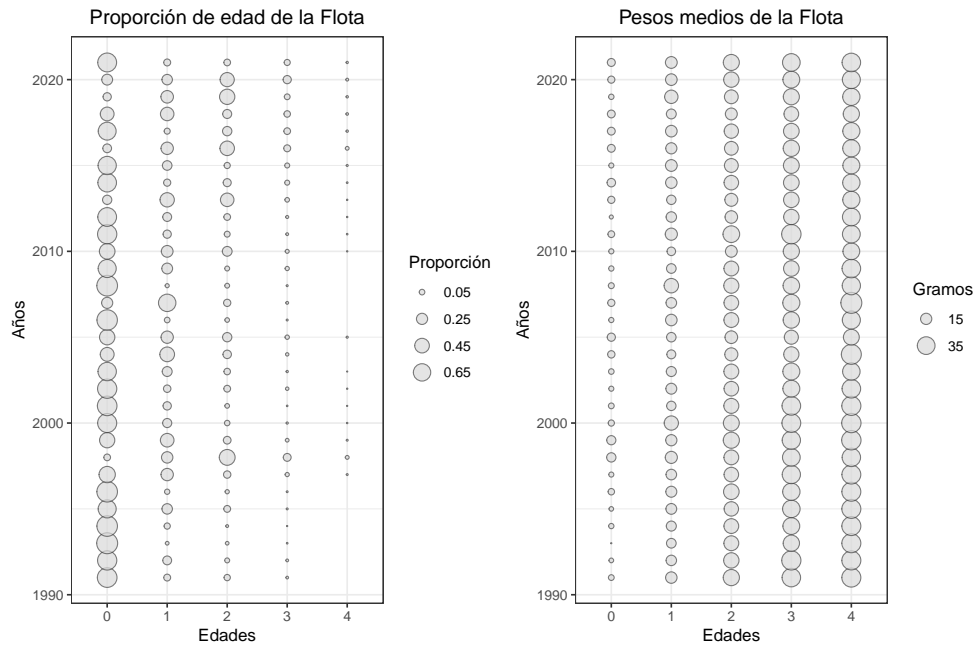 Proporción de edad de la Flota
2020
2010
2000
1990
Años
0 1 2 3 4
Edades
Proporción
0.05
0.25
0.45
0.65
Pesos medios de la Flota
2020
2010
2000
1990
Años
0 1 2 3 4
Edades
Gramos
15
35